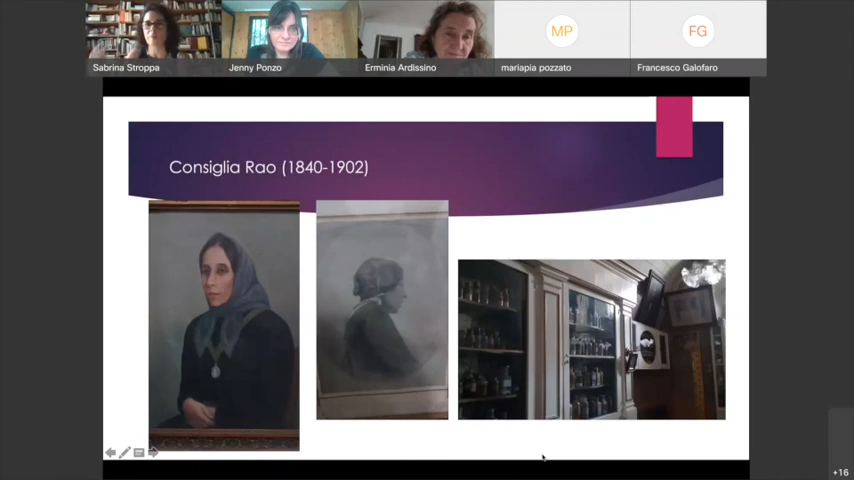 MP
FG
Sabrina Stroppa
Jenny Ponzo
Erminia Ardissino
mariapia pozzato
Francesco Galofaro
Consiglia Rao (1840-1902)
+16